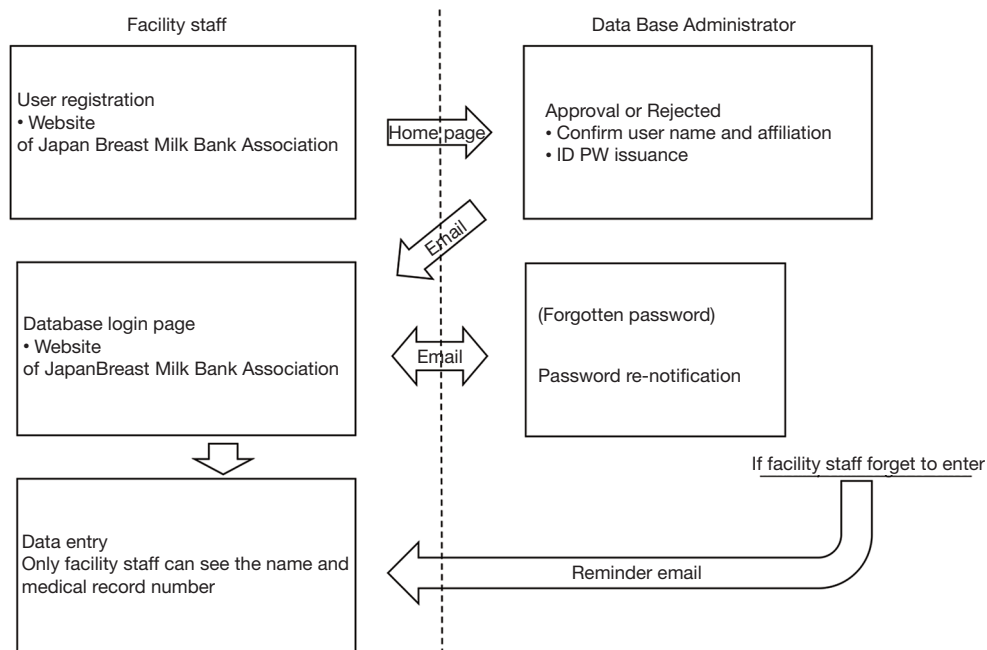 Facility staff
Data Base Administrator
User registration
• Website
of Japan Breast Milk Bank Association
Home page
Approval or Rejected
• Confirm user name and affiliation
• ID PW issuance
Email
Database login page
• Website
of JapanBreast Milk Bank Association
Email
(Forgotten password)
Password re-notification
If facility staff forget to enter
Data entry
Only facility staff can see the name and
medical record number
Reminder email